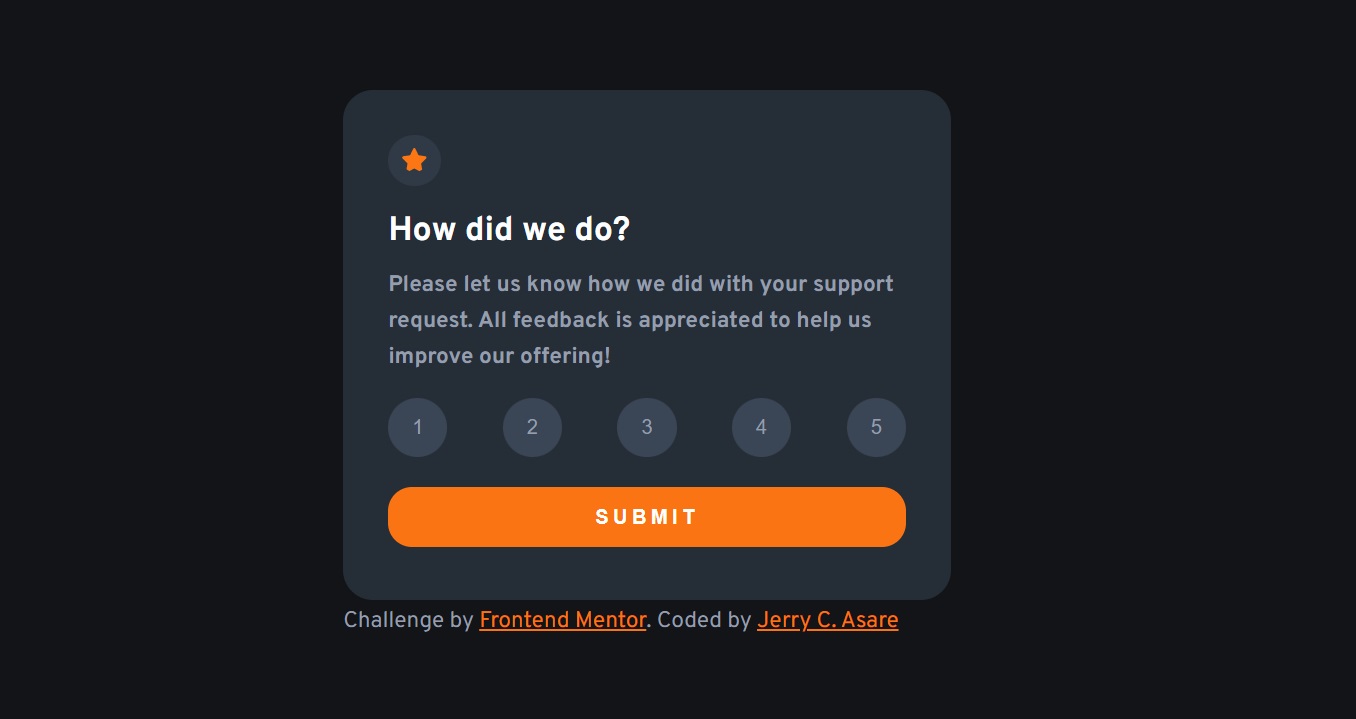 How did we do?
Please let us know how we did with your support
request. All feedback is appreciated to help us
improve our offering!
1 2 3 4 5
SUBMIT
Challenge by Frontend Mentor. Coded by Jerry C. Asare